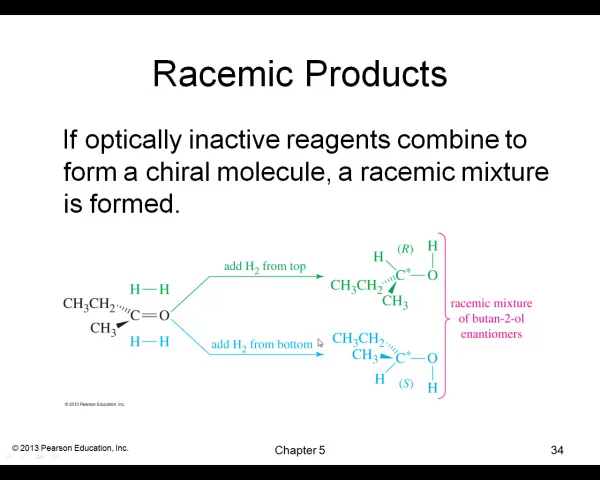 Racemic Products
If optically inactive reagents combine to
form a chiral molecule, a racemic mixture
is formed.
H—H
CH₃CH₂
C=O
CH₃
H—H
add H₂ from top
add H₂ from bottom
H (R) H
C*—O
CH₃CH₂
CH₃
CH₃CH₂
CH₃ C*—O
H (S) H
racemic mixture
of butan-2-ol
enantiomers
© 2013 Pearson Education, Inc.
© 2013 Pearson Education, Inc.
Chapter 5
34